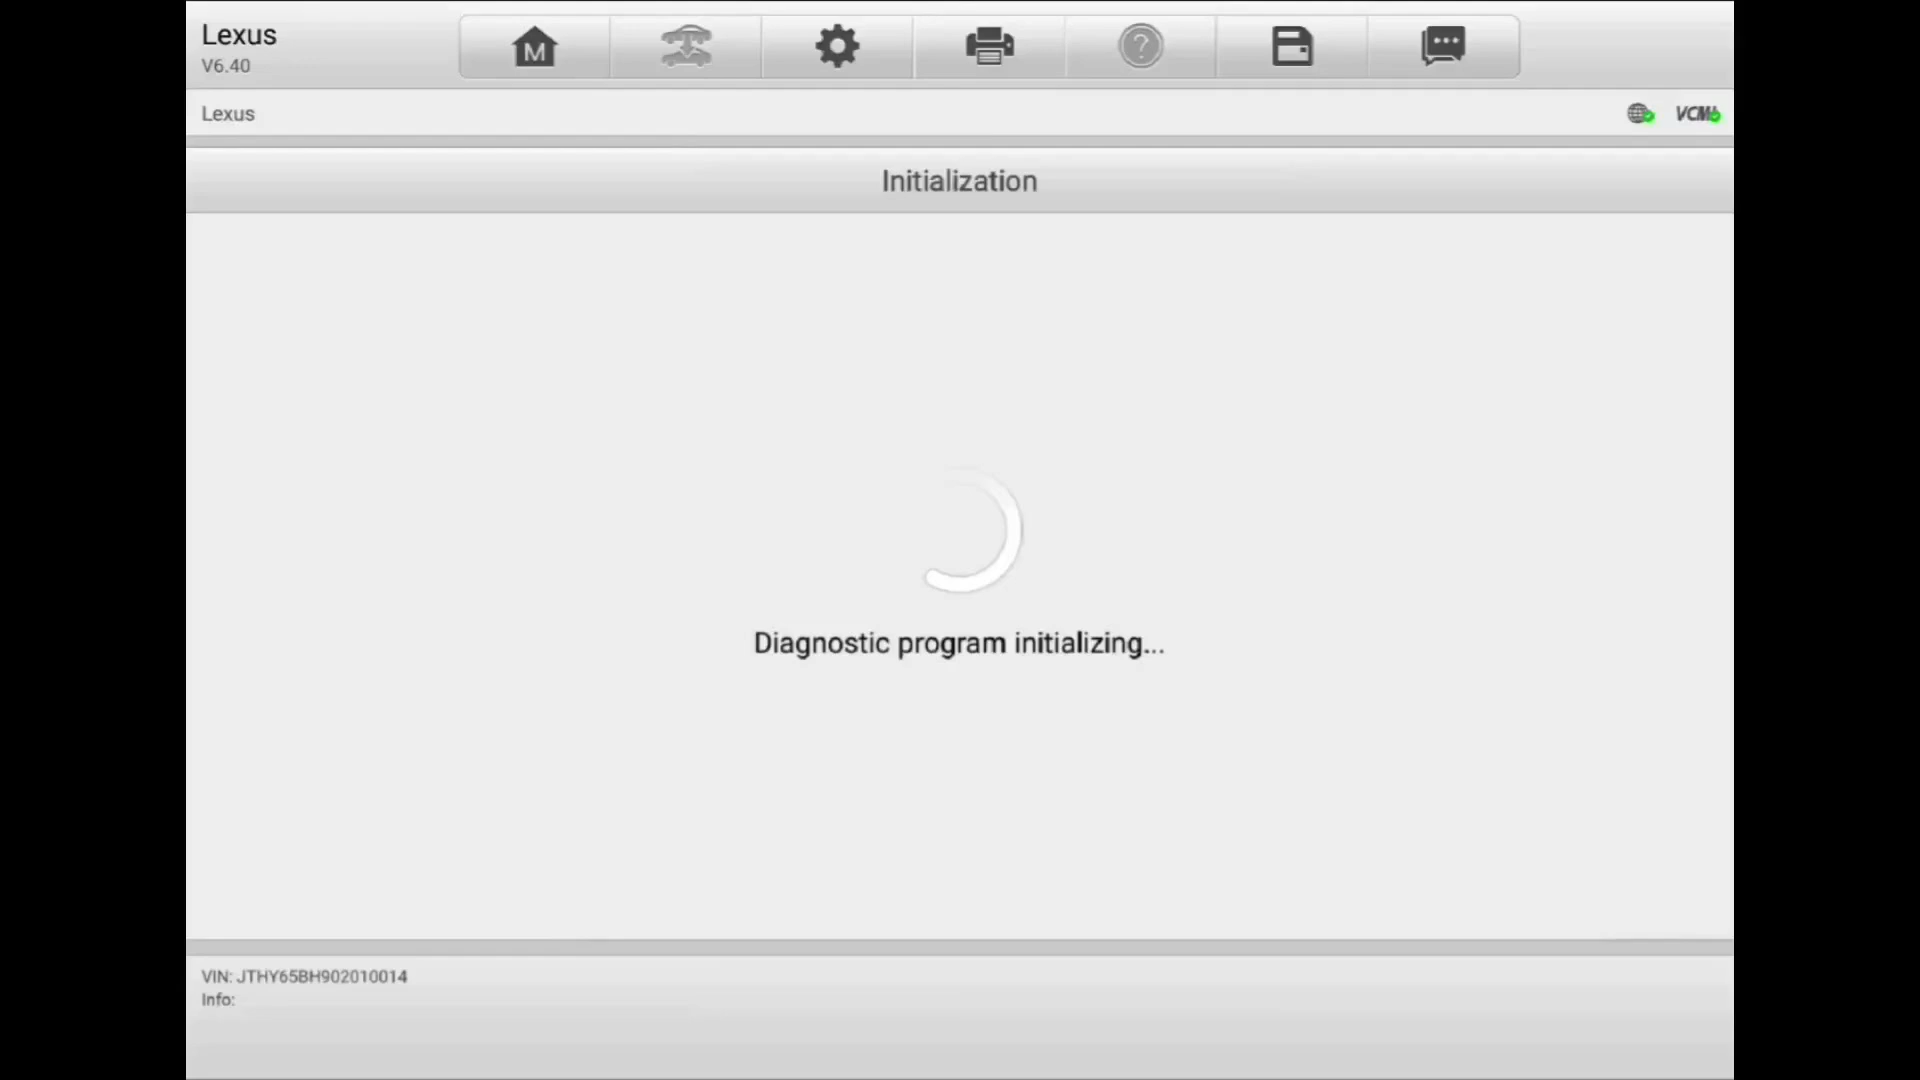 Lexus
V6.40
M
?
Lexus
VCMI
Initialization
Diagnostic program initializing...
VIN: JTHY65BH902010014
Info: